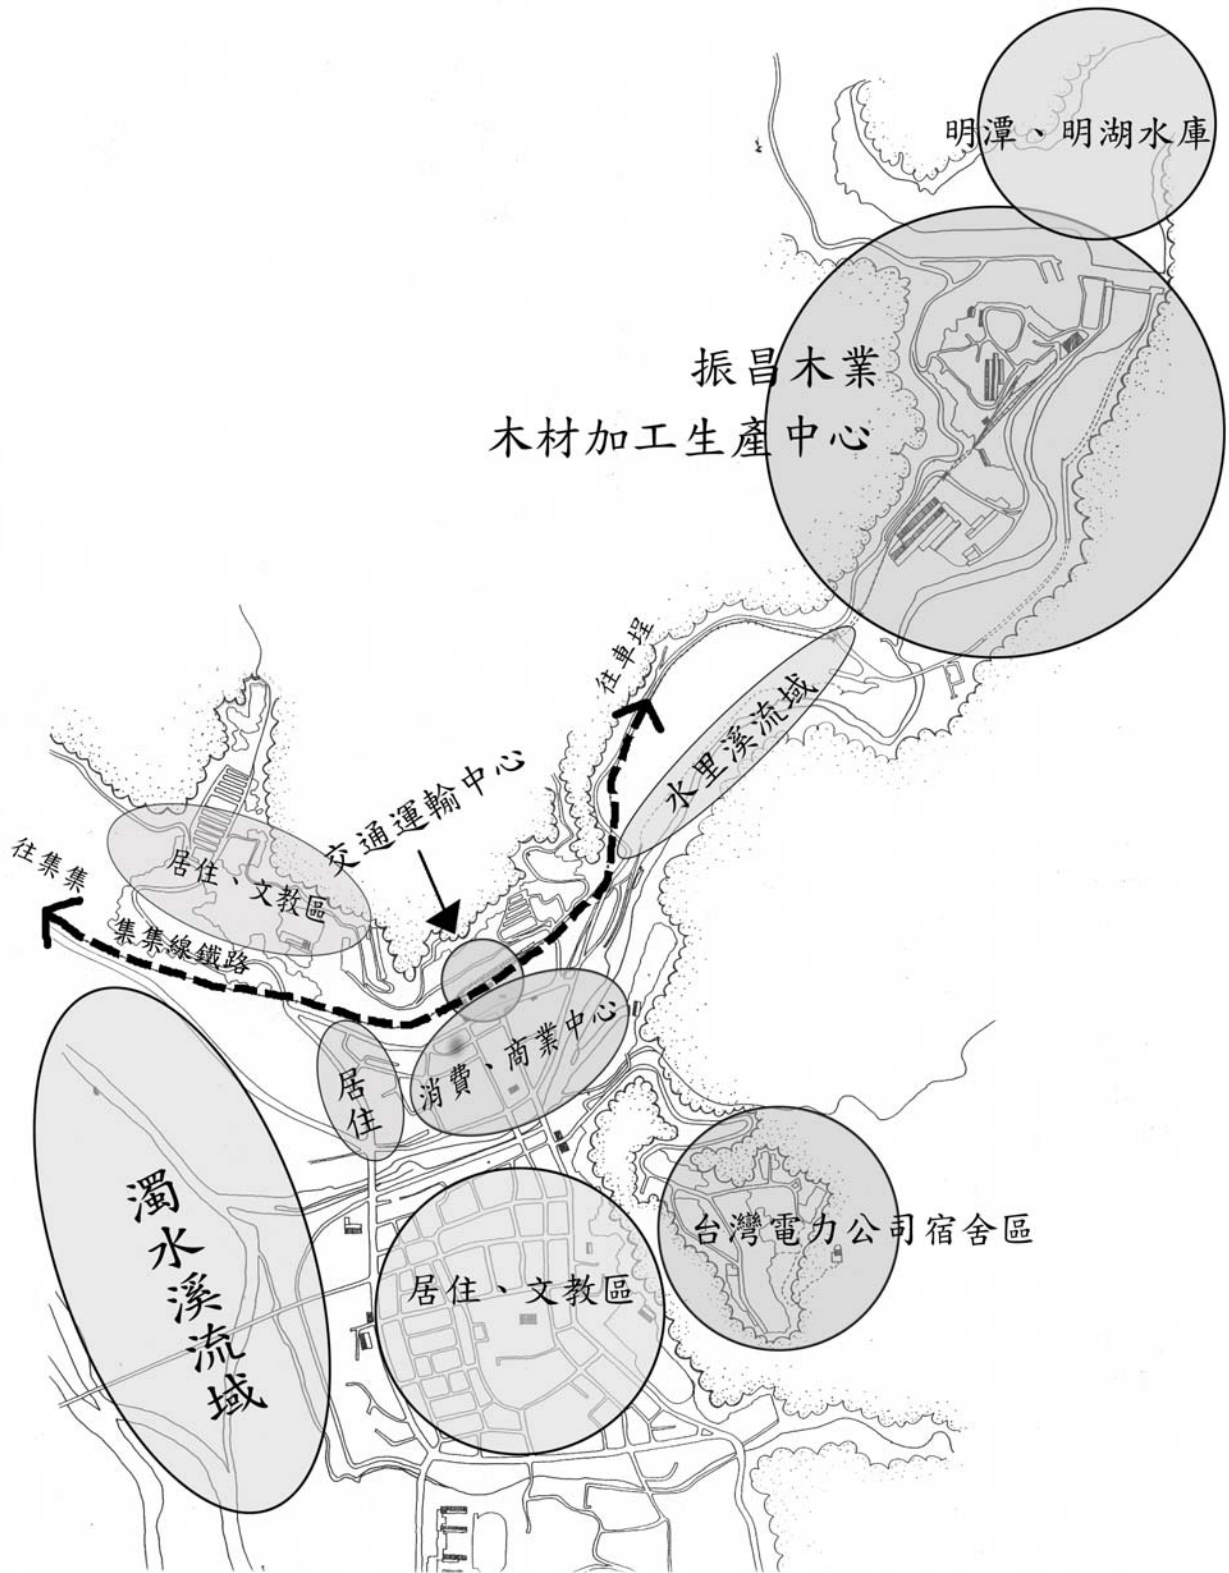 明潭、明湖水庫
振昌木業
木材加工生產中心
往車埕
水里溪流域
交通運輸中心
居住、文教區
往集集
集集線鐵路
消費、商業中心
居住
濁水溪流域
台灣電力公司宿舍區
居住、文教區